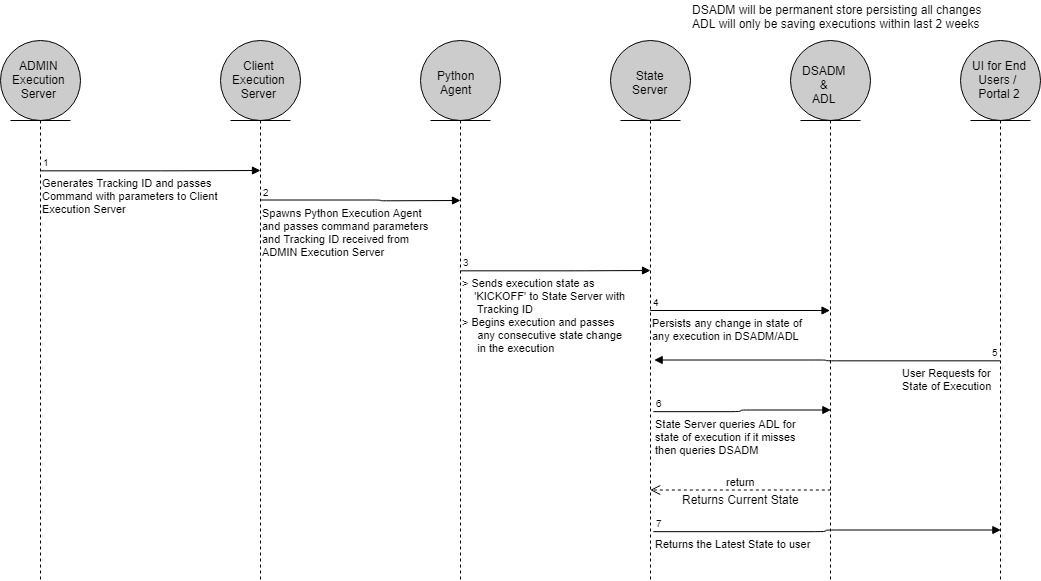 DSADM will be permanent store persisting all changes
ADL will only be saving executions within last 2 weeks
ADMIN
Execution
Server
Client
Execution
Server
Python
Agent
State
Server
DSADM
&
ADL
UI for End
Users /
Portal 2
1
Generates Tracking ID and passes
Command with parameters to Client
Execution Server
2
Spawns Python Execution Agent
and passes command parameters
and Tracking ID received from
ADMIN Execution Server
3
> Sends execution state as
'KICKOFF' to State Server with
Tracking ID
> Begins execution and passes
any consecutive state change
in the execution
4
Persists any change in state of
any execution in DSADM/ADL
5
User Requests for
State of Execution
6
State Server queries ADL for
state of execution if it misses
then queries DSADM
return
Returns Current State
7
Returns the Latest State to user